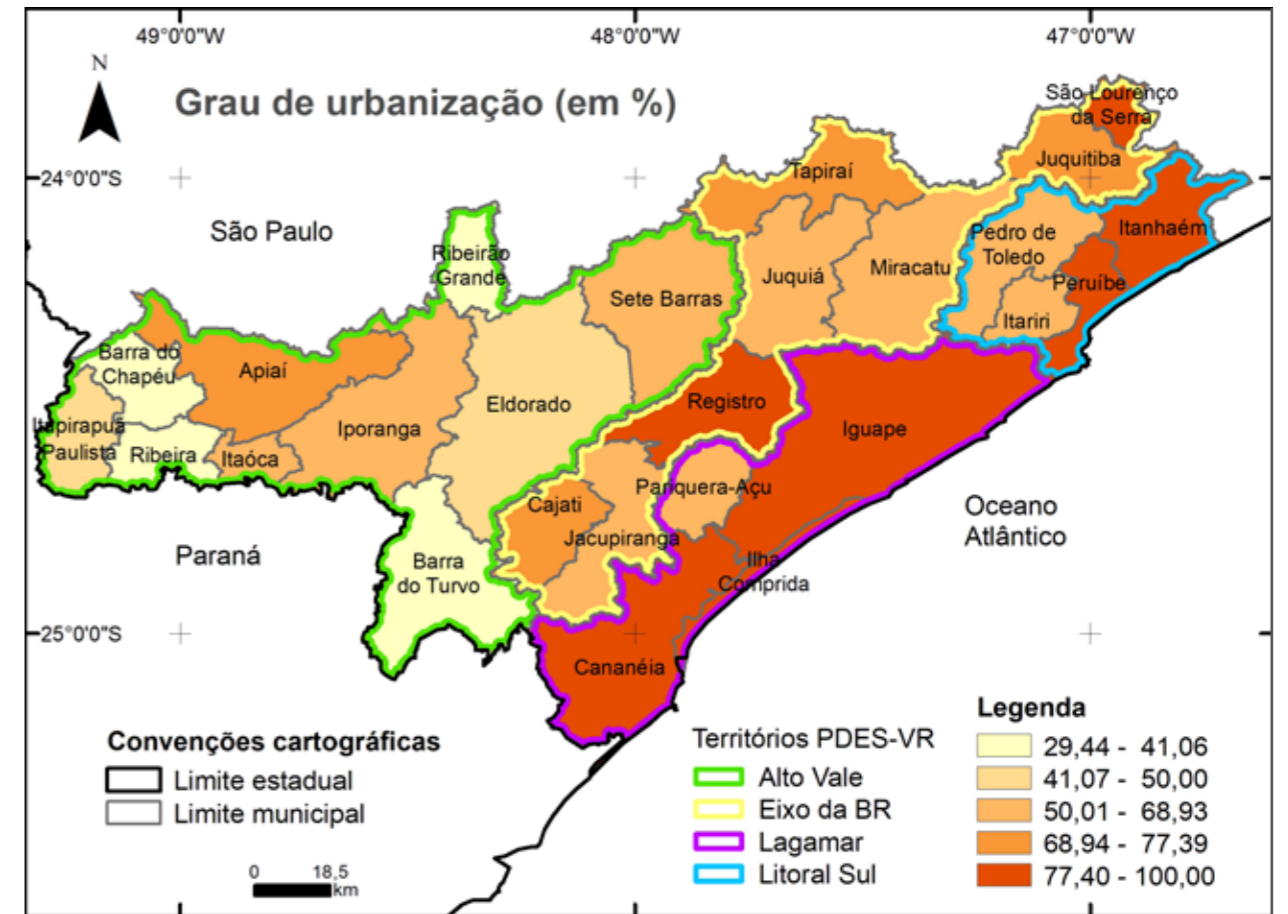 49°0'0"W
48°0'0"W
47°0'0"W
N
Grau de urbanização (em %)
São Lourenço
da Serra
Juquitiba
24°0'0"S
Tapiraí
São Paulo
Ribeirão
Grande
Itanhaém
Pedro de
Toledo
Juquiá
Miracatu
Peruíbe
Sete Barras
Itariri
Barra do
Chapéu
Apiaí
Eldorado
Registro
Iguape
Itapirapuã
Paulista
Ribeira
Itaóca
Iporanga
Pariquera-Açu
Cajati
Jacupiranga
Oceano
Atlântico
Paraná
Barra
do Turvo
Ilha
Comprida
25°0'0"S
Cananéia
Convenções cartográficas
Limite estadual
Limite municipal
0 18,5
km
Territórios PDES-VR
Alto Vale
Eixo da BR
Lagamar
Litoral Sul
Legenda
29,44 - 41,06
41,07 - 50,00
50,01 - 68,93
68,94 - 77,39
77,40 - 100,00